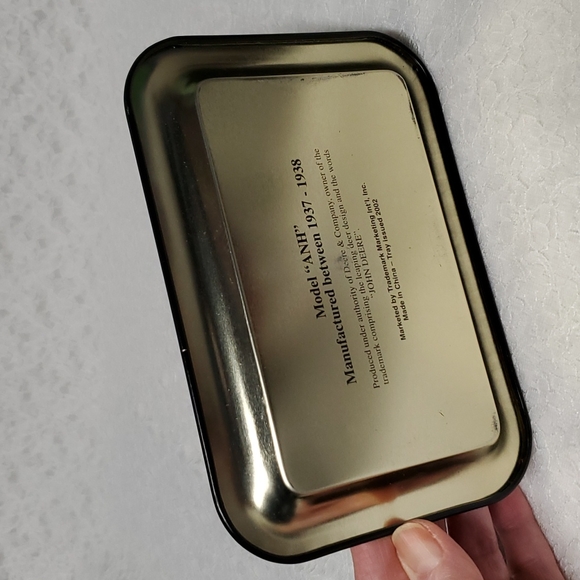 Model "ANH"
Manufactured between 1937 - 1938
Produced under authority of Deere & Company, owner of the
trademark comprising the leaping deer design and the words
"JOHN DEERE".
Marketed by Trademark Marketing Int'l, Inc.
Made in China – Tray issued 2002